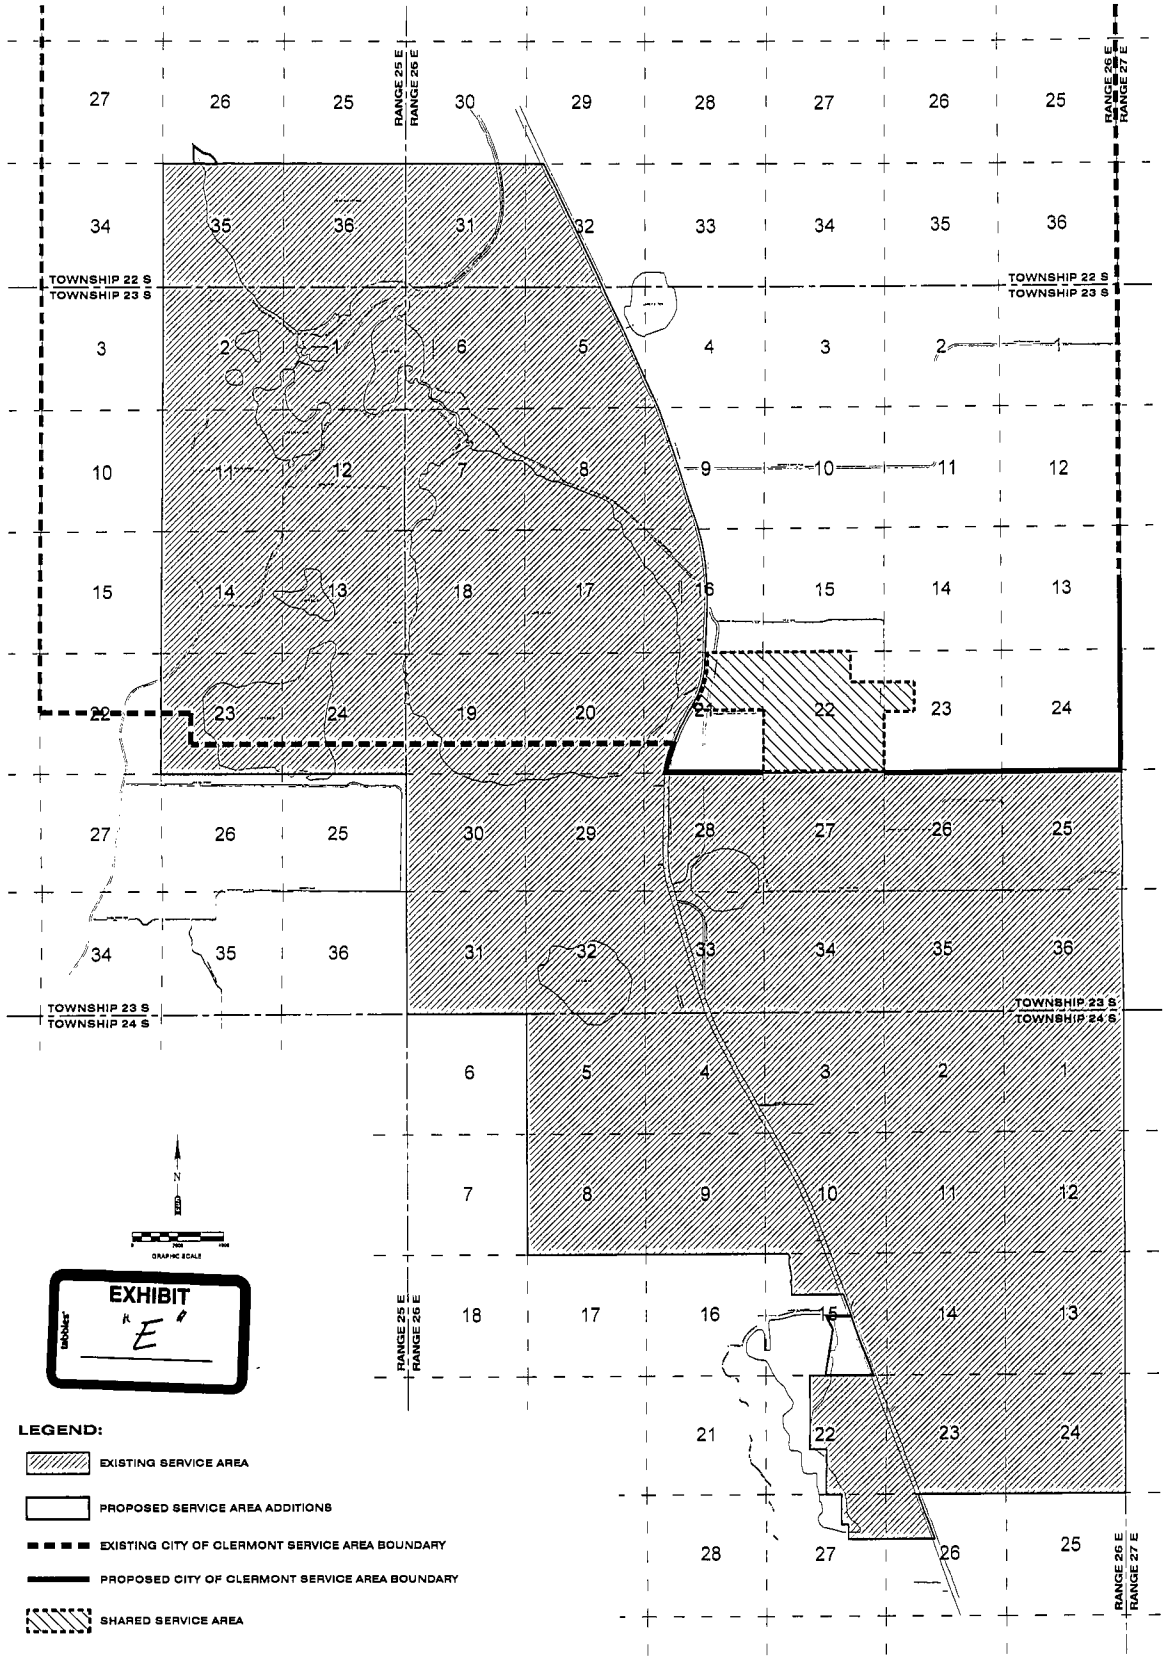 RANGE 25 E
RANGE 26 E
RANGE 26 E
RANGE 27 E
27 26 25 30 29 28 27 26 25
34 35 36 31 32 33 34 35 36
TOWNSHIP 22 S
TOWNSHIP 23 S
TOWNSHIP 22 S
TOWNSHIP 23 S
3 2 1 6 5 4 3 2 1
10 11 12 7 8 9 10 11 12
15 14 13 18 17 16 15 14 13
22 23 24 19 20 21 22 23 24
27 26 25 30 29 28 27 26 25
34 35 36 31 32 33 34 35 36
TOWNSHIP 23 S
TOWNSHIP 24 S
TOWNSHIP 23 S
TOWNSHIP 24 S
6 5 4 3 2 1
7 8 9 10 11 12
N
GRAPHIC SCALE
EXHIBIT
"E"
tabbies'
RANGE 25 E
RANGE 26 E
18 17 16 15 14 13
21 22 23 24
28 27 26 25
RANGE 26 E
RANGE 27 E
LEGEND:
EXISTING SERVICE AREA
PROPOSED SERVICE AREA ADDITIONS
EXISTING CITY OF CLERMONT SERVICE AREA BOUNDARY
PROPOSED CITY OF CLERMONT SERVICE AREA BOUNDARY
SHARED SERVICE AREA